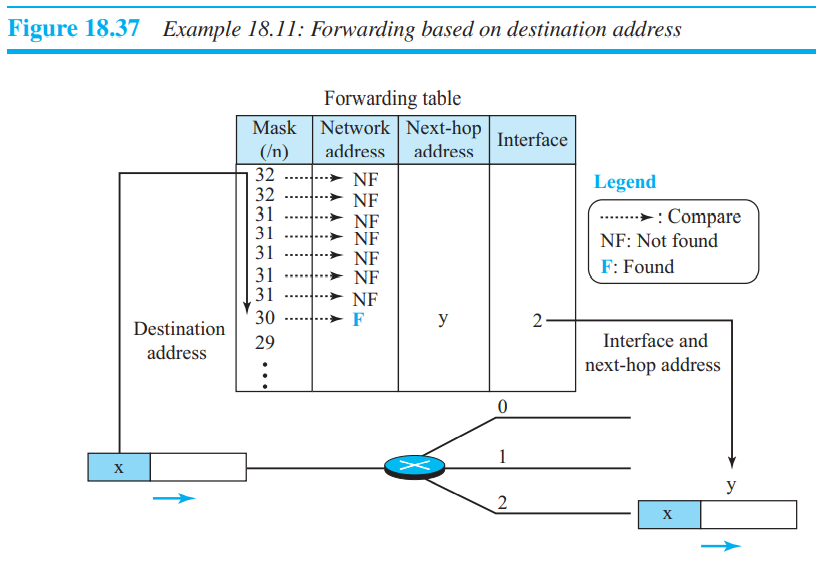 Figure 18.37 Example 18.11: Forwarding based on destination address
Forwarding table
Mask (/n) Network address Next-hop address Interface
32 NF
32 NF
31 NF
31 NF
31 NF
31 NF
31 NF
30 F y 2
29
Legend
: Compare
NF: Not found
F: Found
Destination
address
Interface and
next-hop address
0
1
2
x
y
x